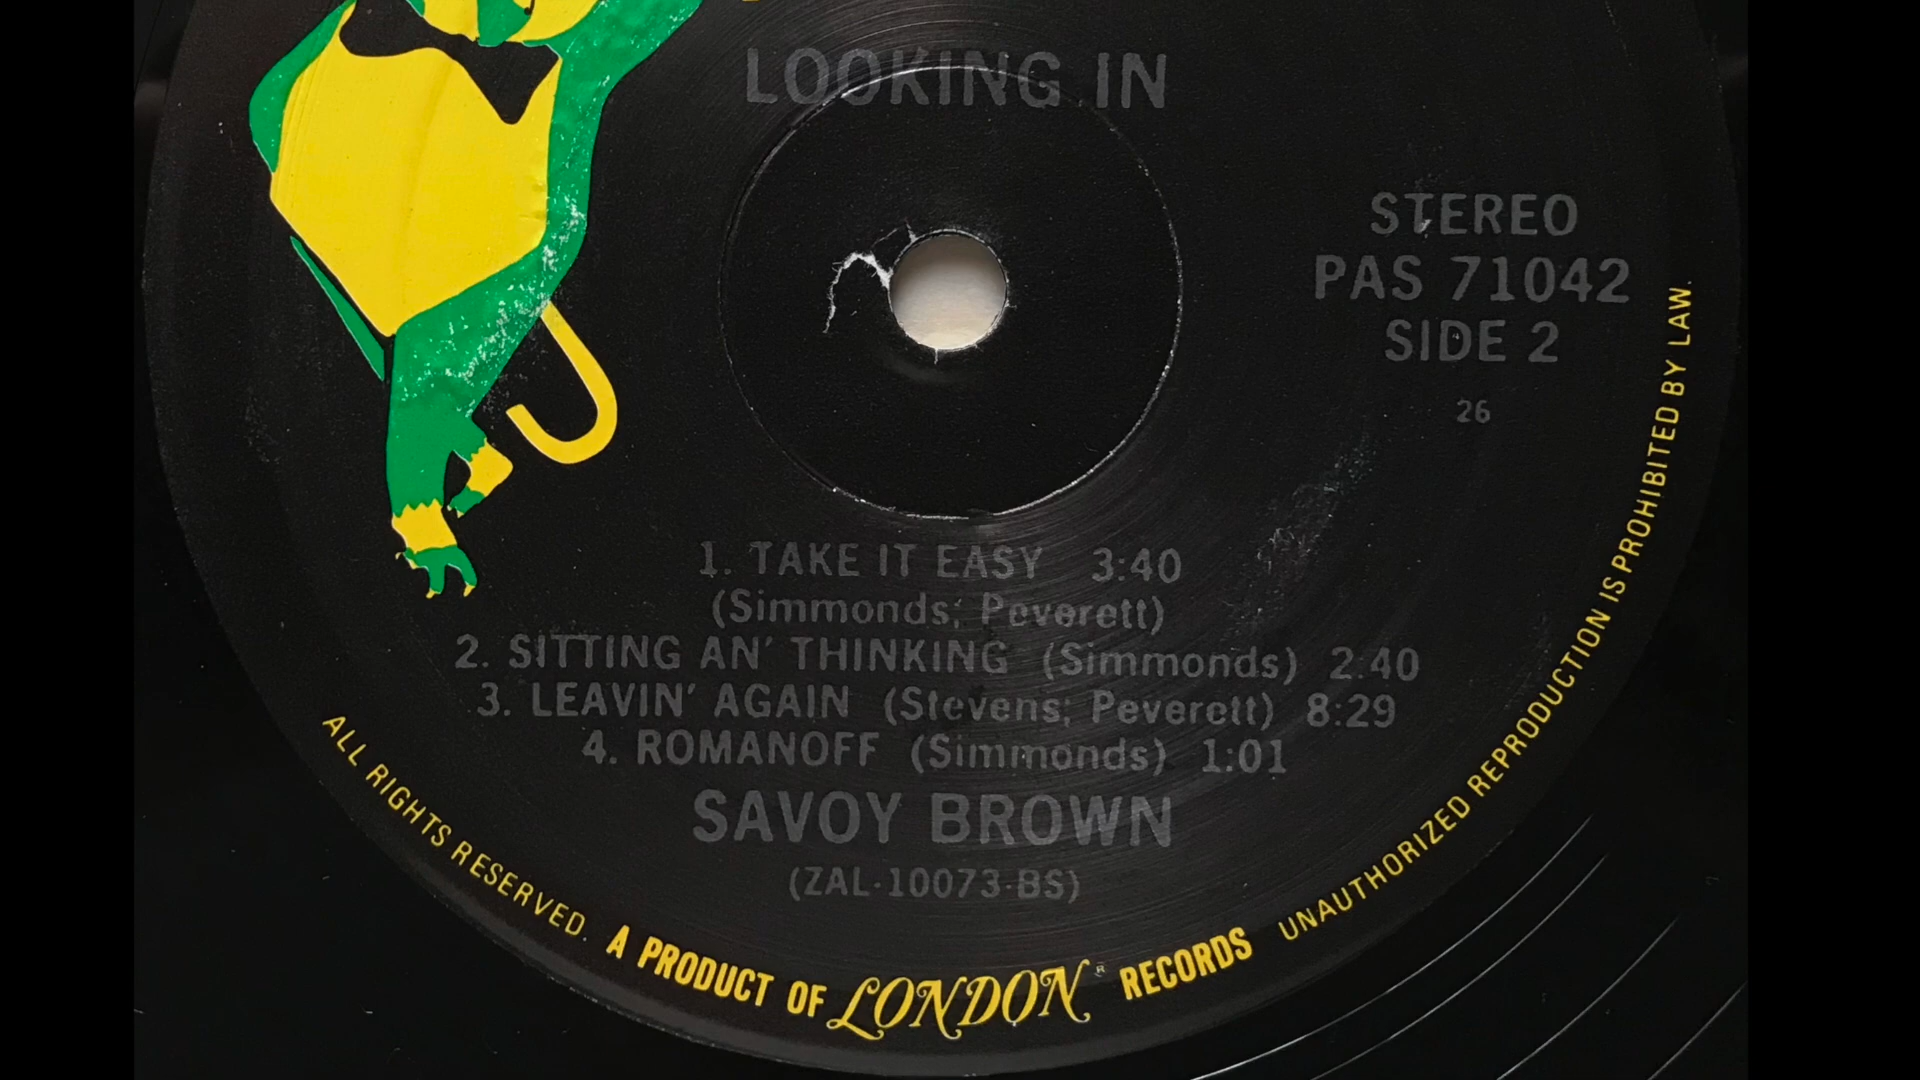 LOOKING IN
STEREO
PAS 71042
SIDE 2
26
1. TAKE IT EASY 3:40
(Simmonds; Peverett)
2. SITTING AN' THINKING (Simmonds) 2:40
3. LEAVIN' AGAIN (Stevens; Peverett) 8:29
4. ROMANOFF (Simmonds) 1:01
SAVOY BROWN
(ZAL-10073-BS)
ALL RIGHTS RESERVED. A PRODUCT OF LONDON® RECORDS UNAUTHORIZED REPRODUCTION IS PROHIBITED BY LAW.